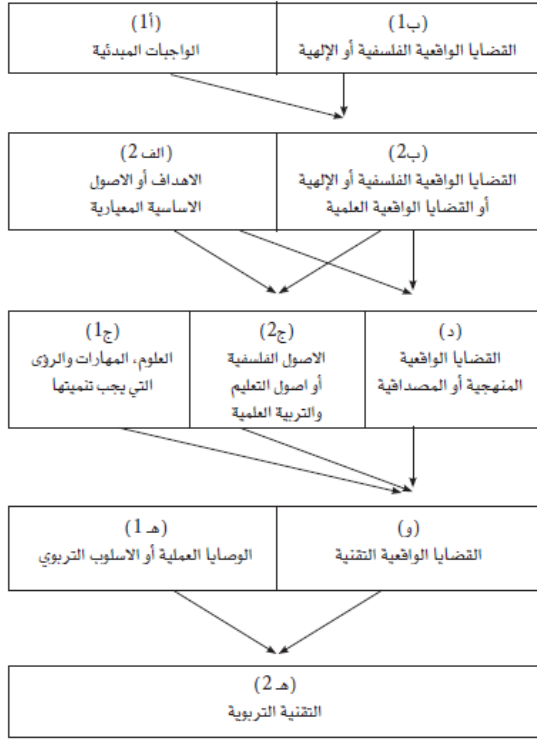 (ب1)
القضايا الواقعية الفلسفية أو الإلهية
(أ1)
الواجبات المبدئية
(ب2)
القضايا الواقعية الفلسفية أو الإلهية
أو القضايا الواقعية العلمية
(الف 2)
الاهداف أو الاصول
الاساسية المعيارية
(د)
القضايا الواقعية
المنهجية أو المصداقية
(ج2)
الاصول الفلسفية
أو اصول التعليم
والتربية العلمية
(ج1)
العلوم، المهارات والرؤى
التي يجب تنميتها
(و)
القضايا الواقعية التقنية
(هـ 1)
الوصايا العملية أو الاسلوب التربوي
(هـ 2)
التقنية التربوية